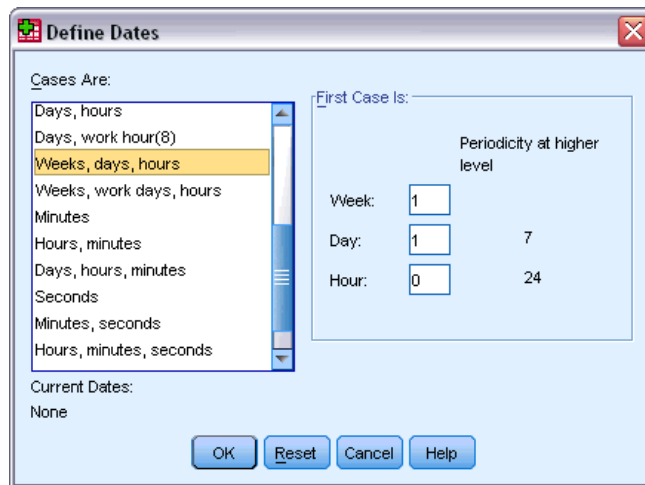 Define Dates
Cases Are:
Days, hours
Days, work hour(8)
Weeks, days, hours
Weeks, work days, hours
Minutes
Hours, minutes
Days, hours, minutes
Seconds
Minutes, seconds
Hours, minutes, seconds
Current Dates:
None
First Case Is:
Periodicity at higher
level
Week: 1
Day: 1 7
Hour: 0 24
OK Reset Cancel Help